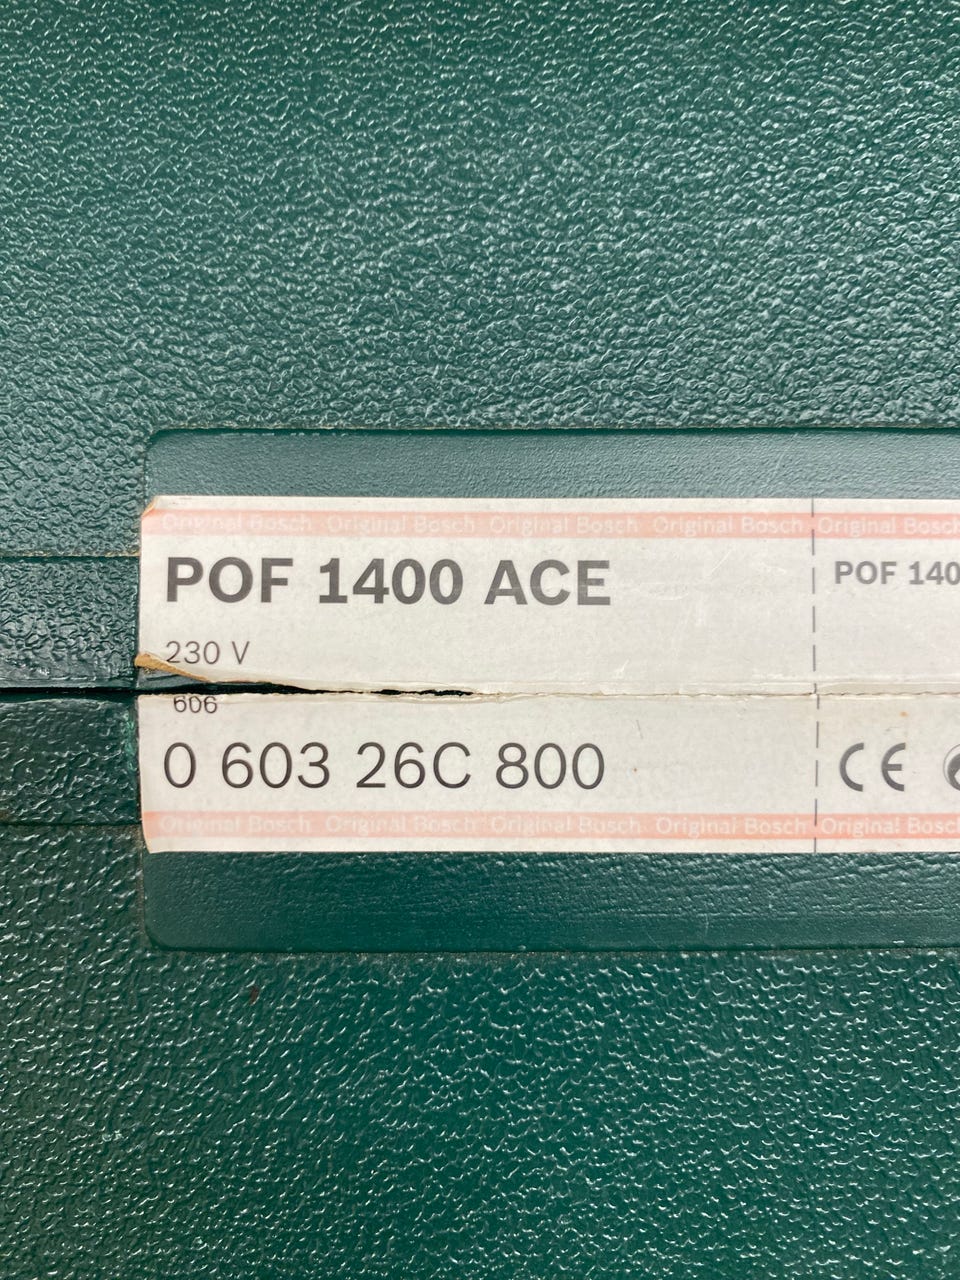 Original Bosch Original Bosch Original Bosch Original Bosch Original Bosch
POF 1400 ACE
POF 140
230 V
606
0 603 26C 800
CE
Original Bosch Original Bosch Original Bosch Original Bosch Original Bosch